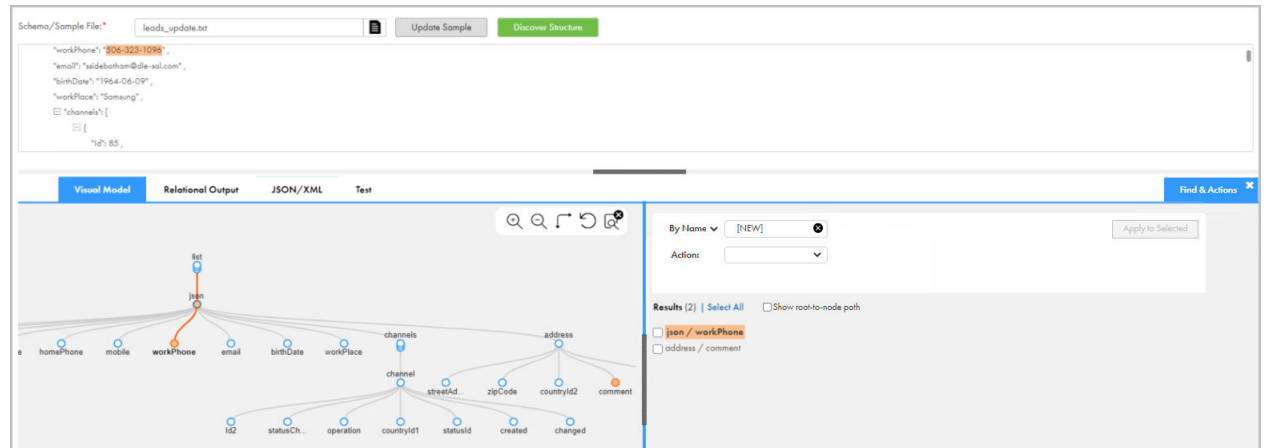 Schema/Sample File:* leads_update.txt Update Sample Discover Structure
"workPhone": "506-323-1096" ,
"email": "ssidebotham@dle-sal.com" ,
"birthDate": "1964-06-09" ,
"workPlace": "Samsung" ,
"channels": [
{
"Id": 85 ,
Visual Model Relational Output JSON/XML Test Find & Actions
By Name [NEW] Apply to Selected
Action:
list
json
Results (2) | Select All Show root-to-node path
json / workPhone
address / comment
homePhone mobile workPhone email birthDate workPlace channels address
channel
streetAd... zipCode countryId2 comment
Id2 statusCh... operation countryId1 statusId created changed